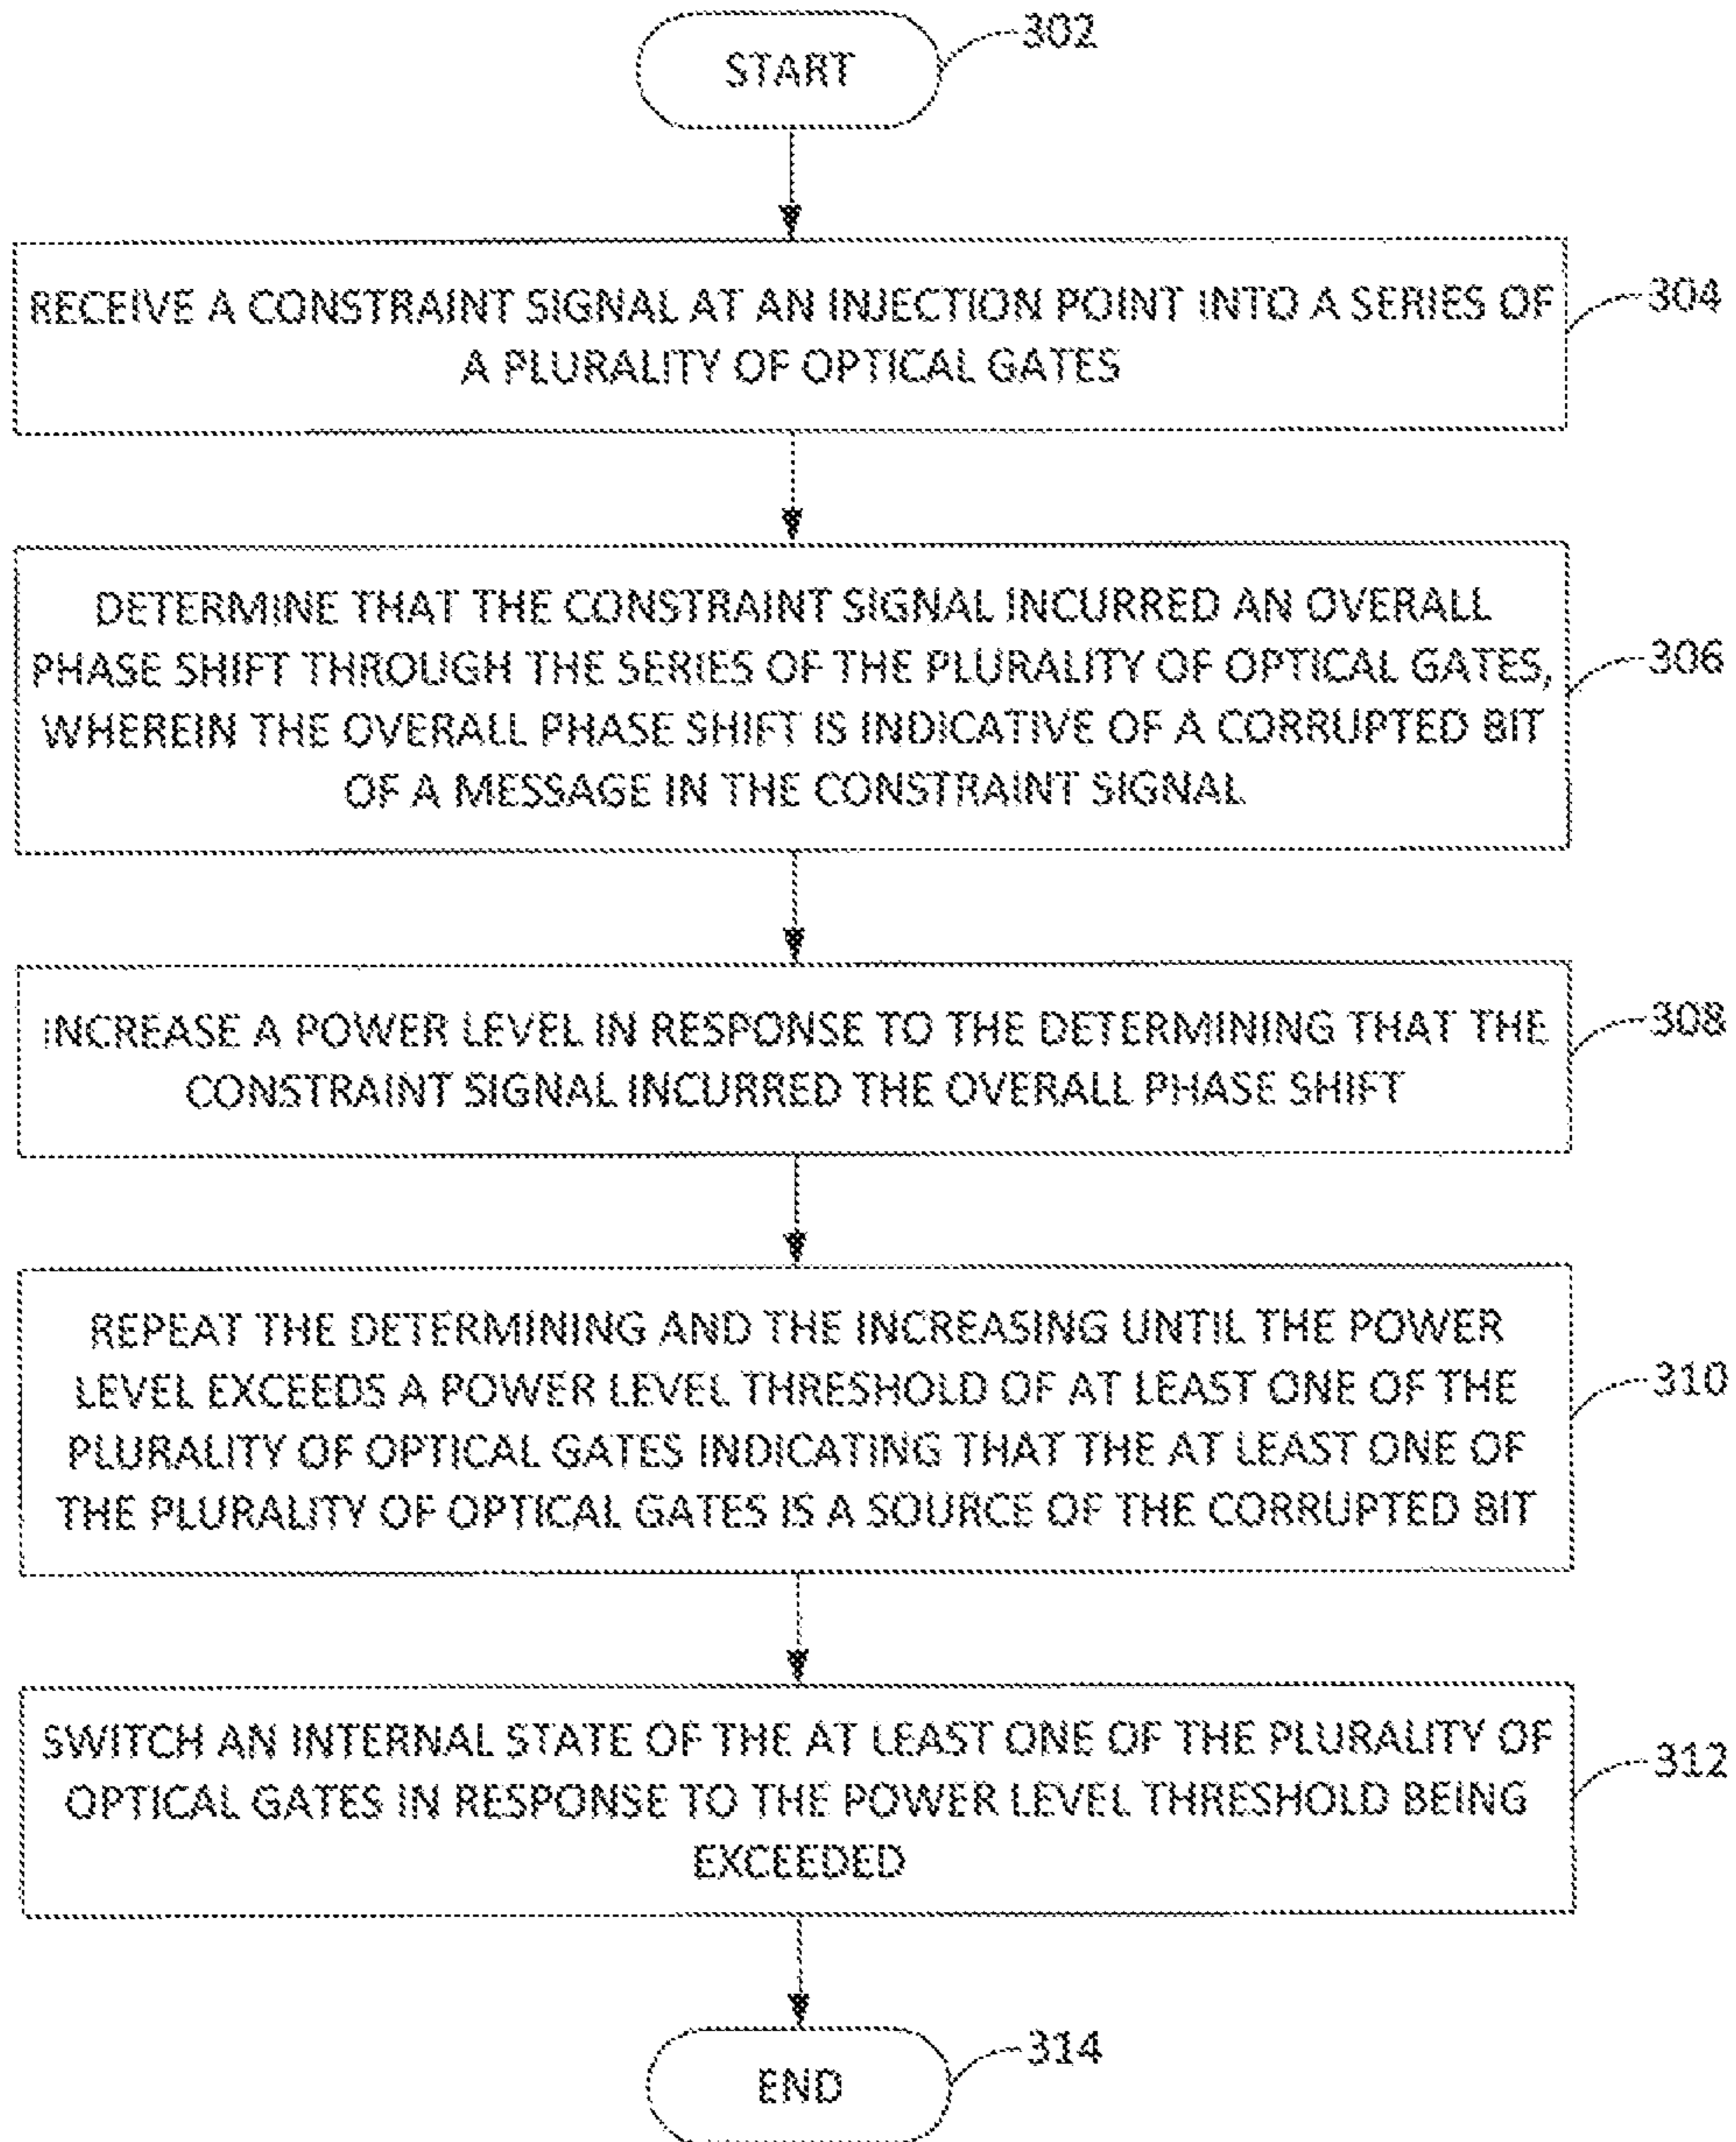 START
302
RECEIVE A CONSTRAINT SIGNAL AT AN INJECTION POINT INTO A SERIES OF
A PLURALITY OF OPTICAL GATES
304
DETERMINE THAT THE CONSTRAINT SIGNAL INCURRED AN OVERALL
PHASE SHIFT THROUGH THE SERIES OF THE PLURALITY OF OPTICAL GATES,
WHEREIN THE OVERALL PHASE SHIFT IS INDICATIVE OF A CORRUPTED BIT
OF A MESSAGE IN THE CONSTRAINT SIGNAL
306
INCREASE A POWER LEVEL IN RESPONSE TO THE DETERMINING THAT THE
CONSTRAINT SIGNAL INCURRED THE OVERALL PHASE SHIFT
308
REPEAT THE DETERMINING AND THE INCREASING UNTIL THE POWER
LEVEL EXCEEDS A POWER LEVEL THRESHOLD OF AT LEAST ONE OF THE
PLURALITY OF OPTICAL GATES INDICATING THAT THE AT LEAST ONE OF
THE PLURALITY OF OPTICAL GATES IS A SOURCE OF THE CORRUPTED BIT
310
SWITCH AN INTERNAL STATE OF THE AT LEAST ONE OF THE PLURALITY OF
OPTICAL GATES IN RESPONSE TO THE POWER LEVEL THRESHOLD BEING
EXCEEDED
312
END
314